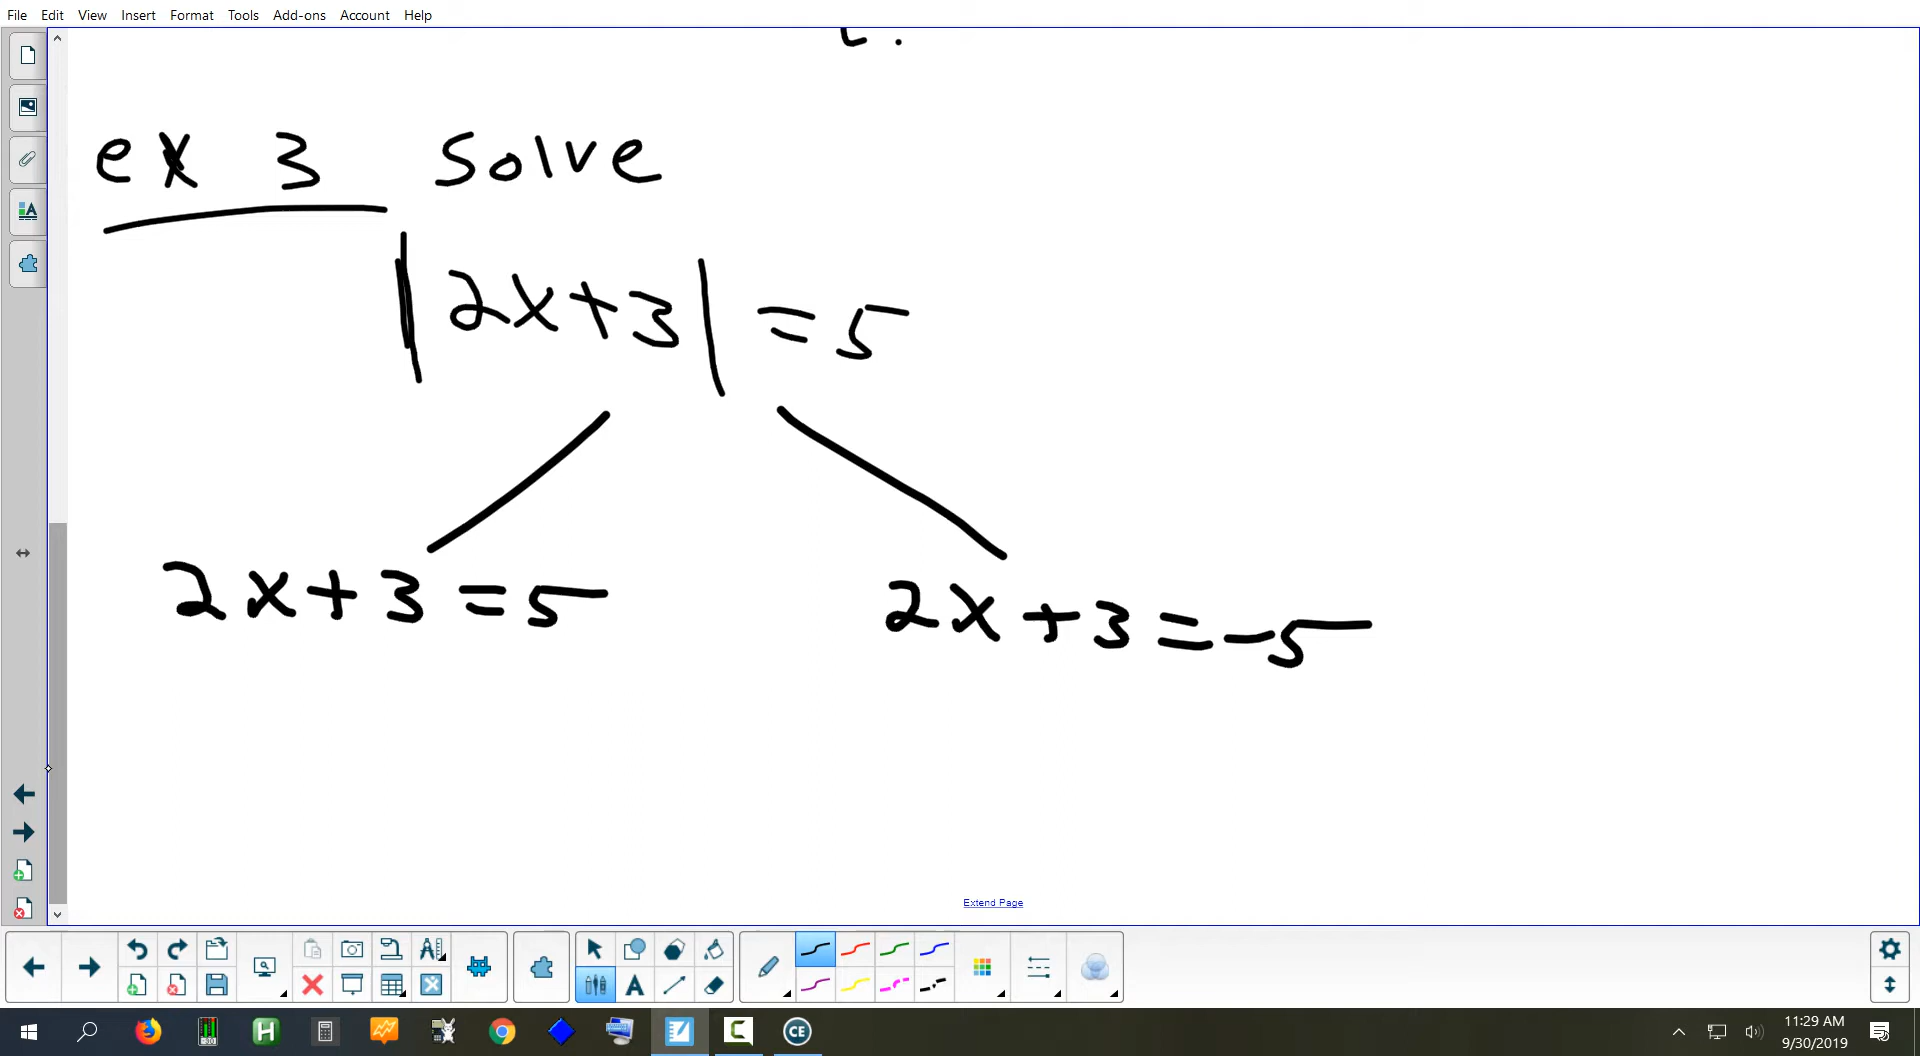 File Edit View Insert Format Tools Add-ons Account Help
ex 3 solve
|2x+3| = 5
2x+3=5 2x+3=-5
Extend Page
11:29 AM
9/30/2019